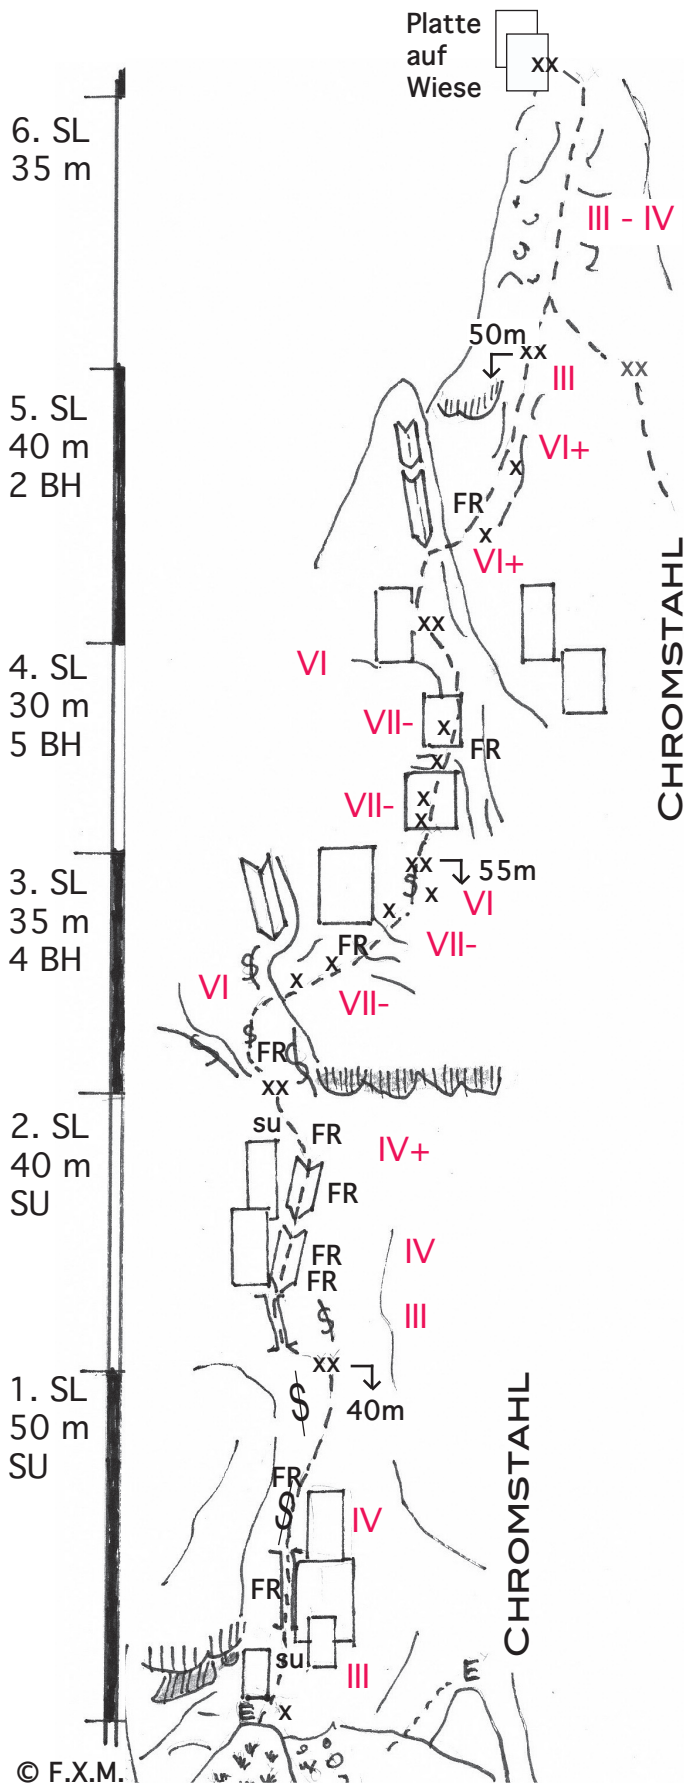 Platte
auf
Wiese
xx
6. SL
35 m
III - IV
50m
xx
xx
III
5. SL
40 m
2 BH
VI+
x
FR
x
VI+
CHROMSTAHL
xx
4. SL
30 m
5 BH
VI
VII-
x
FR
x
VII-
x
x
3. SL
35 m
4 BH
xx
55m
x
VI
x
VII-
FR
x
VI
x
VII-
FR
xx
2. SL
40 m
SU
su
FR
IV+
FR
FR
IV
FR
III
xx
1. SL
50 m
SU
40m
CHROMSTAHL
FR
IV
FR
su
III
E
E
x
© F.X.M.